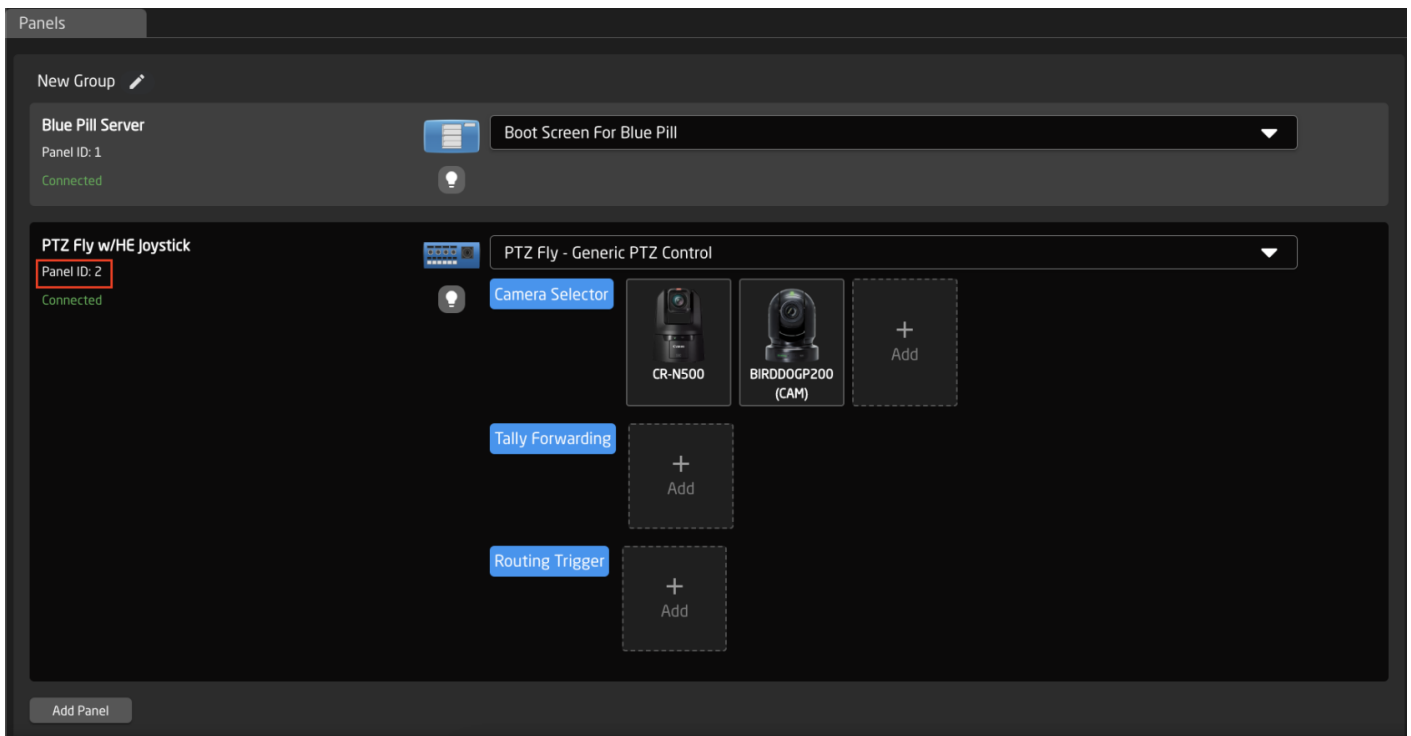 Panels
New Group
Blue Pill Server
Panel ID: 1
Connected
Boot Screen For Blue Pill
PTZ Fly w/HE Joystick
Panel ID: 2
Connected
PTZ Fly - Generic PTZ Control
Camera Selector
CR-N500
BIRDDOGP200
(CAM)
+
Add
Tally Forwarding
+
Add
Routing Trigger
+
Add
Add Panel